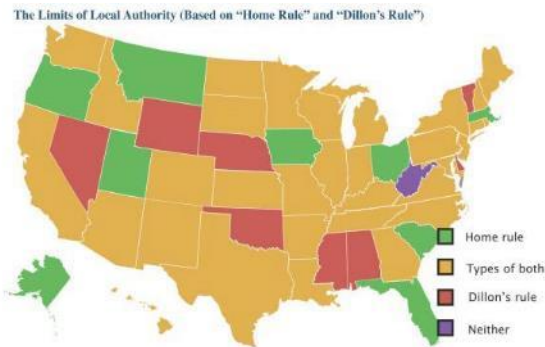 The Limits of Local Authority (Based on “Home Rule” and “Dillon’s Rule”)
Home rule
Types of both
Dillon’s rule
Neither